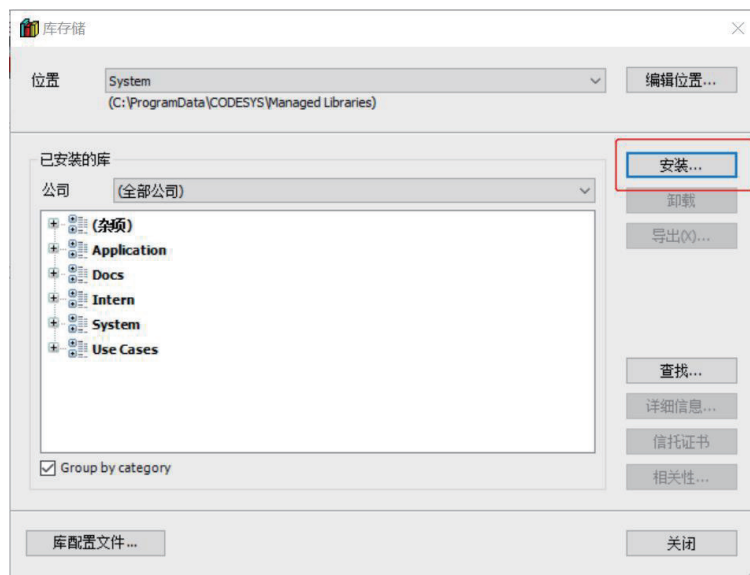 库存储
位置
System
编辑位置...
(C:\ProgramData\CODESYS\Managed Libraries)
已安装的库
安装...
公司
(全部公司)
卸载
(杂项)
导出(X)...
Application
Docs
Intern
System
Use Cases
查找...
详细信息...
信托证书
Group by category
相关性...
库配置文件...
关闭